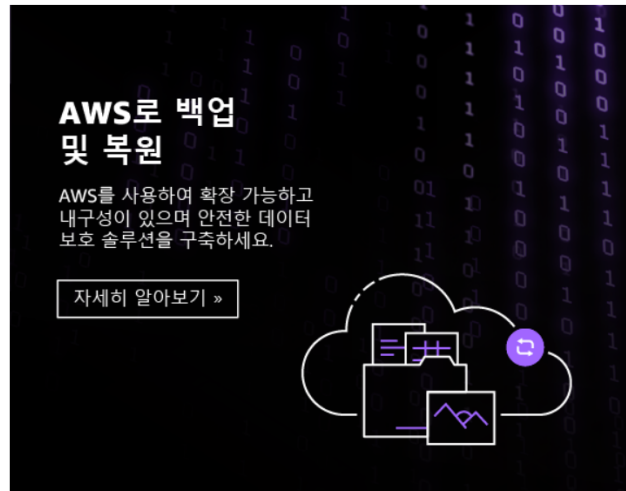 AWS로 백업
및 복원
AWS를 사용하여 확장 가능하고
내구성이 있으며 안전한 데이터
보호 솔루션을 구축하세요.
자세히 알아보기 »